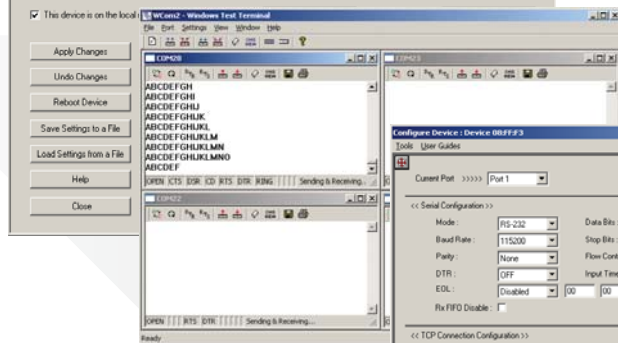 This device is on the local
Apply Changes
Undo Changes
Reboot Device
Save Settings to a File
Load Settings from a File
Help
Close
WCom2 - Windows Test Terminal
File Port Settings View Window Help
COM28
ABCDEFGH
ABCDEFGHI
ABCDEFGHIJ
ABCDEFGHIJK
ABCDEFGHIJKL
ABCDEFGHIJKLM
ABCDEFGHIJKLMN
ABCDEFGHIJKLMNO
ABCDEF
OPEN CTS DSR CD RTS DTR RING Sending & Receiving...
COM22
OPEN RTS DTR Sending & Receiving...
Ready
COM23
Configure Device : Device 08:FF:F3
Tools User Guides
Current Port >>>>> Port 1
<< Serial Configuration >>
Mode : RS-232 Data Bits :
Baud Rate : 115200 Stop Bits :
Parity : None Flow Cont
DTR : OFF Input Time
EOL : Disabled 00 00
Rx FIFO Disable :
<< TCP Connection Configuration >>